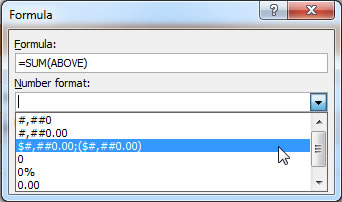 Formula
Formula:
=SUM(ABOVE)
Number format:
#,##0
#,##0.00
$#,##0.00;($#,##0.00)
0
0%
0.00